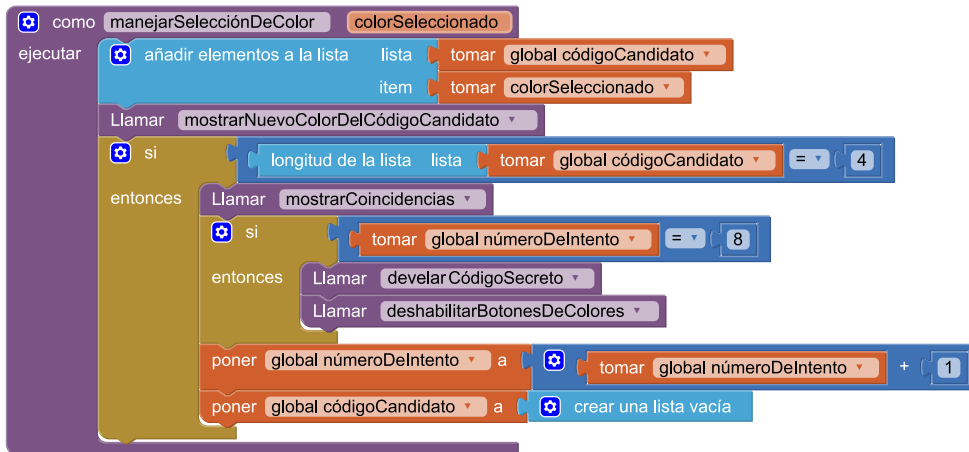 como manejarSelecciónDeColor colorSeleccionado
ejecutar añadir elementos a la lista lista tomar global códigoCandidato
item tomar colorSeleccionado
Llamar mostrarNuevoColorDelCódigoCandidato
si longitud de la lista lista tomar global códigoCandidato = 4
entonces Llamar mostrarCoincidencias
si tomar global númeroDeIntento = 8
entonces Llamar develarCódigoSecreto
Llamar deshabilitarBotonesDeColores
poner global númeroDeIntento a tomar global númeroDeIntento + 1
poner global códigoCandidato a crear una lista vacía